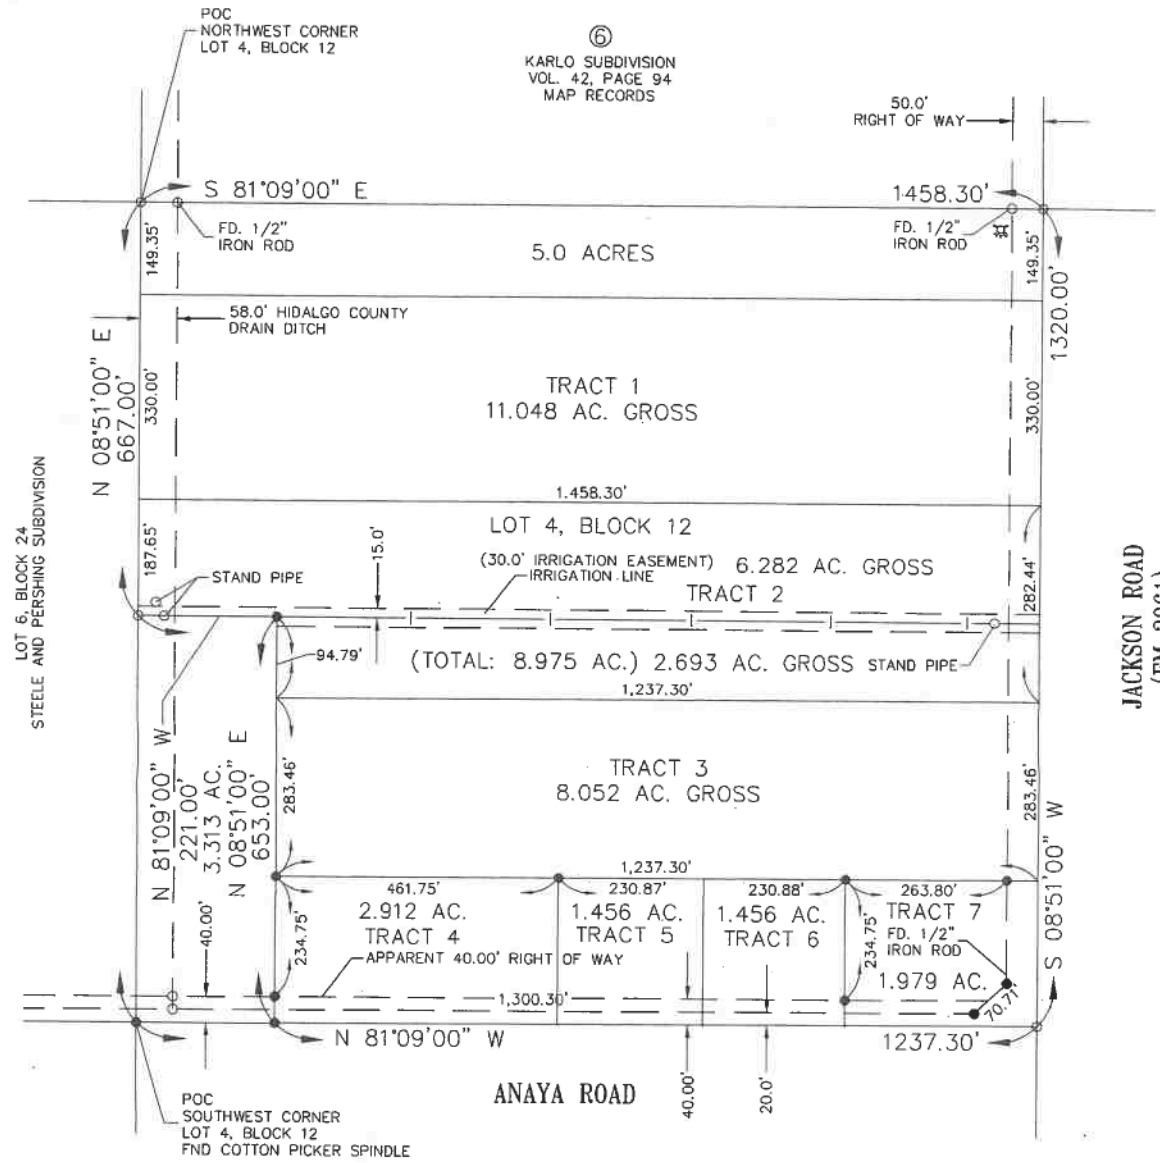 POC
NORTHWEST CORNER
LOT 4, BLOCK 12
⑥
KARLO SUBDIVISION
VOL. 42, PAGE 94
MAP RECORDS
50.0'
RIGHT OF WAY
S 81°09'00" E
1458.30'
FD. 1/2"
IRON ROD
FD. 1/2"
IRON ROD
149.35'
5.0 ACRES
149.35'
1320.00'
58.0' HIDALGO COUNTY
DRAIN DITCH
N 08°51'00" E
667.00'
330.00'
TRACT 1
11.048 AC. GROSS
330.00'
1.458.30'
LOT 6, BLOCK 24
STEELE AND PERSHING SUBDIVISION
187.65'
STAND PIPE
15.0'
LOT 4, BLOCK 12
(30.0' IRRIGATION EASEMENT)
IRRIGATION LINE
6.282 AC. GROSS
TRACT 2
282.44'
JACKSON ROAD
94.79'
(TOTAL: 8.975 AC.) 2.693 AC. GROSS
STAND PIPE
1,237.30'
N 81°09'00" W
221.00'
3.313 AC.
N 08°51'00" E
653.00'
283.46'
TRACT 3
8.052 AC. GROSS
283.46'
S 08°51'00" W
1,237.30'
461.75'
230.87'
230.88'
263.80'
2.912 AC.
TRACT 4
1.456 AC.
TRACT 5
1.456 AC.
TRACT 6
TRACT 7
FD. 1/2"
IRON ROD
1.979 AC.
40.00'
234.75'
234.75'
APPARENT 40.00' RIGHT OF WAY
1,300.30'
70.71'
N 81°09'00" W
1237.30'
40.00'
20.0'
ANAYA ROAD
POC
SOUTHWEST CORNER
LOT 4, BLOCK 12
FND COTTON PICKER SPINDLE